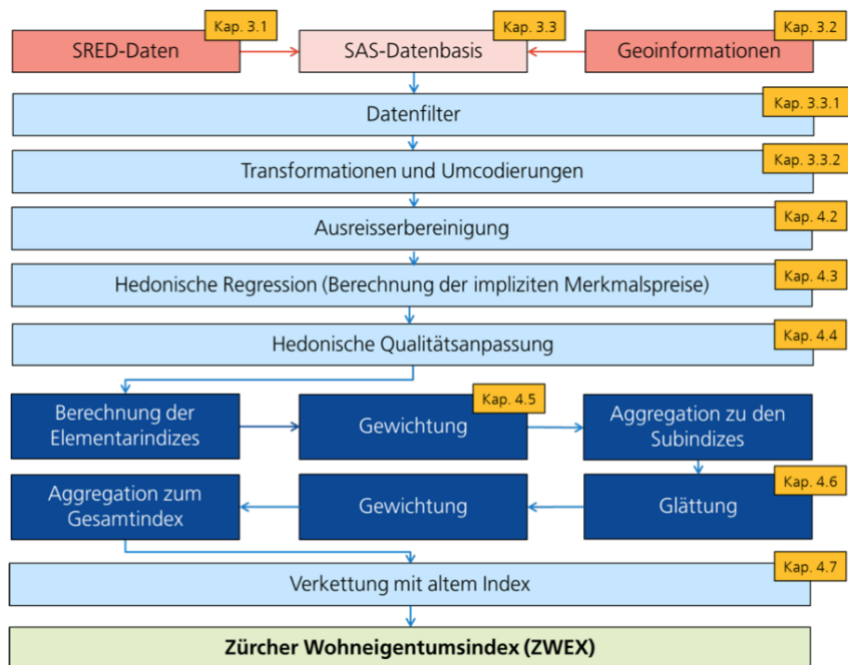 Kap. 3.1
Kap. 3.3
Kap. 3.2
SRED-Daten
SAS-Datenbasis
Geoinformationen
Kap. 3.3.1
Datenfilter
Kap. 3.3.2
Transformationen und Umcodierungen
Kap. 4.2
Ausreisserbereinigung
Kap. 4.3
Hedonische Regression (Berechnung der impliziten Merkmalspreise)
Kap. 4.4
Hedonische Qualitätsanpassung
Berechnung der
Elementarindizes
Kap. 4.5
Gewichtung
Aggregation zu den
Subindizes
Kap. 4.6
Glättung
Gewichtung
Aggregation zum
Gesamtindex
Kap. 4.7
Verkettung mit altem Index
Zürcher Wohneigentumsindex (ZWEX)